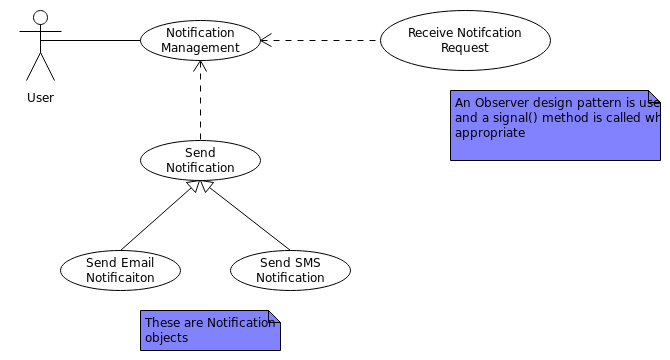 Notification
Management
Receive Notifcation
Request
User
An Observer design pattern is use
and a signal() method is called wh
appropriate
Send
Notification
Send Email
Notificaiton
Send SMS
Notification
These are Notification
objects